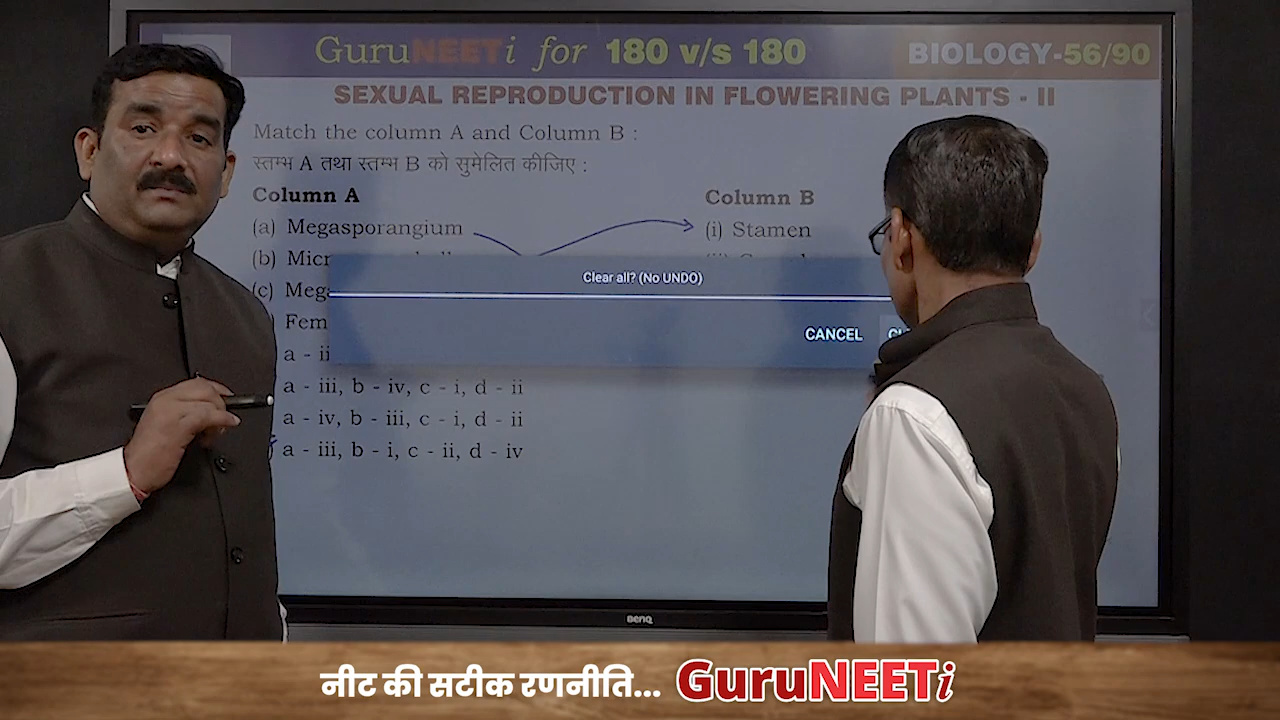 GuruNEETi for 180 v/s 180
BIOLOGY-56/90
SEXUAL REPRODUCTION IN FLOWERING PLANTS - II
Match the column A and Column B :
स्तम्भ A तथा स्तम्भ B को सुमेलित कीजिए :
Column A
Column B
(a) Megasporangium
(i) Stamen
(b)
(c)
Clear all? (No UNDO)
CANCEL
a - iii, b - iv, c - i, d - ii
a - iv, b - iii, c - i, d - ii
a - iii, b - i, c - ii, d - iv
BenQ
नीट की सटीक रणनीति... GuruNEETi